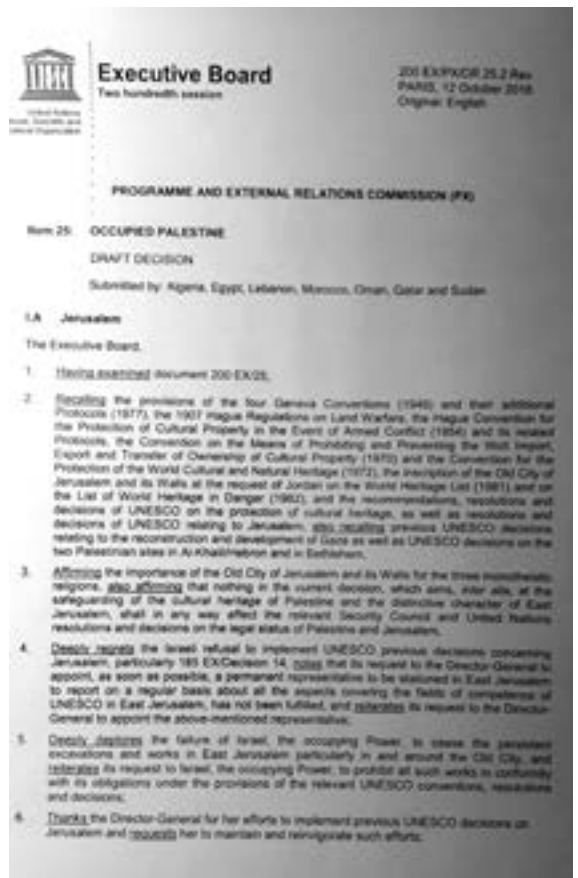 Executive Board
Two hundredth session
200 EX/PX/DR.25.2 Rev.
PARIS, 12 October 2016
Original: English
United Nations
PROGRAMME AND EXTERNAL RELATIONS COMMISSION (PX)
Item 25: OCCUPIED PALESTINE
DRAFT DECISION
Submitted by: Algeria, Egypt, Lebanon, Morocco, Oman, Qatar and Sudan
I.A Jerusalem
The Executive Board,
1. Having examined document 200 EX/25,
2. Recalling the provisions of the four Geneva Conventions (1949) and their additional
Protocols (1977), the 1907 Hague Regulations on Land Warfare, the Hague Convention for
the Protection of Cultural Property in the Event of Armed Conflict (1954) and its related
Protocols, the Convention on the Means of Prohibiting and Preventing the Illicit Import,
Export and Transfer of Ownership of Cultural Property (1970) and the Convention for the
Protection of the World Cultural and Natural Heritage (1972), the inscription of the Old City of
Jerusalem and its Walls at the request of Jordan on the World Heritage List (1981) and on
the List of World Heritage in Danger (1982), and the recommendations, resolutions and
decisions of UNESCO on the protection of cultural heritage, as well as resolutions and
decisions of UNESCO relating to Jerusalem, also recalling previous UNESCO decisions
relating to the reconstruction and development of Gaza as well as UNESCO decisions on the
two Palestinian sites in Al-Khalil/Hebron and in Bethlehem,
3. Affirming the importance of the Old City of Jerusalem and its Walls for the three monotheistic
religions, also affirming that nothing in the current decision, which aims, inter alia, at the
safeguarding of the cultural heritage of Palestine and the distinctive character of East
Jerusalem, shall in any way affect the relevant Security Council and United Nations
resolutions and decisions on the legal status of Palestine and Jerusalem,
4. Deeply regrets the Israeli refusal to implement UNESCO previous decisions concerning
Jerusalem, particularly 185 EX/Decision 14, notes that its request to the Director-General to
appoint, as soon as possible, a permanent representative to be stationed in East Jerusalem
to report on a regular basis about all the aspects covering the fields of competence of
UNESCO in East Jerusalem, has not been fulfilled, and reiterates its request to the Director-
General to appoint the above-mentioned representative;
5. Deeply deplores the failure of Israel, the occupying Power, to cease the persistent
excavations and works in East Jerusalem particularly in and around the Old City, and
reiterates its request to Israel, the occupying Power, to prohibit all such works in conformity
with its obligations under the provisions of the relevant UNESCO conventions, resolutions
and decisions;
6. Thanks the Director-General for her efforts to implement previous UNESCO decisions on
Jerusalem and requests her to maintain and reinvigorate such efforts;